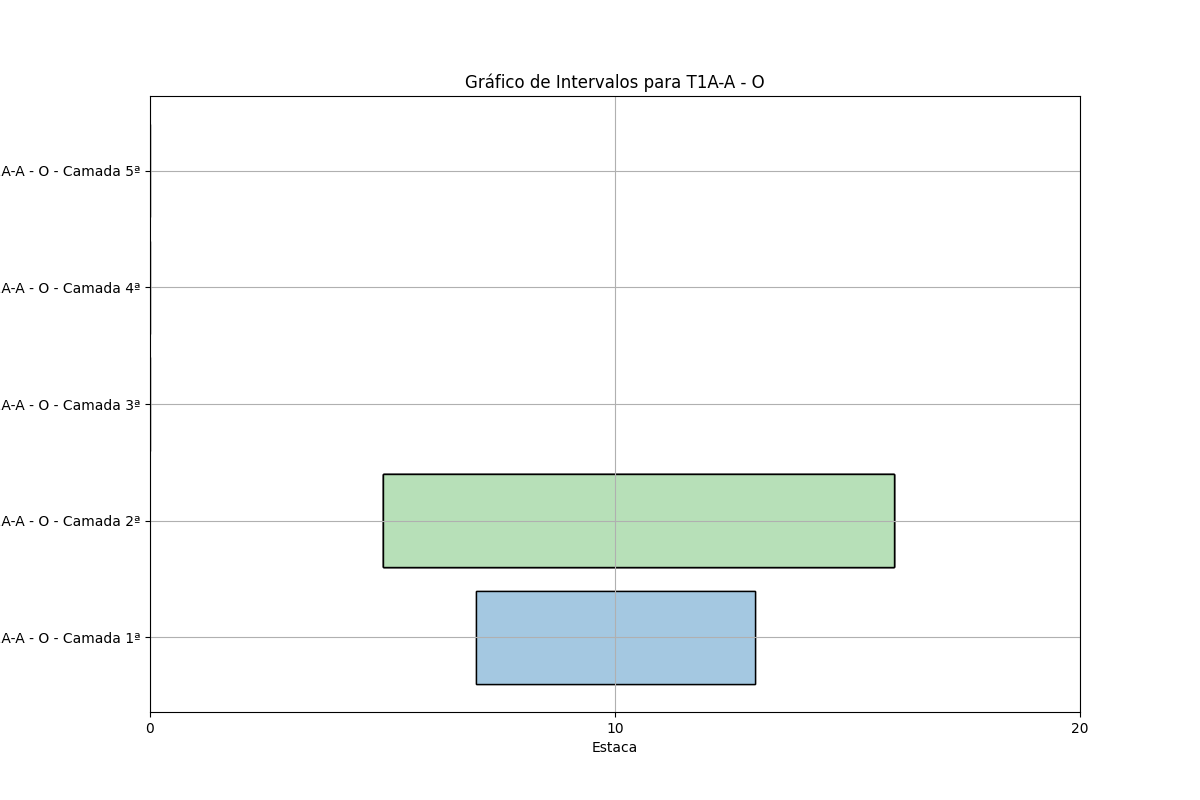 Gráfico de Intervalos para T1A-A - O
A-A - O - Camada 5ª
A-A - O - Camada 4ª
A-A - O - Camada 3ª
A-A - O - Camada 2ª
A-A - O - Camada 1ª
0 10 20
Estaca